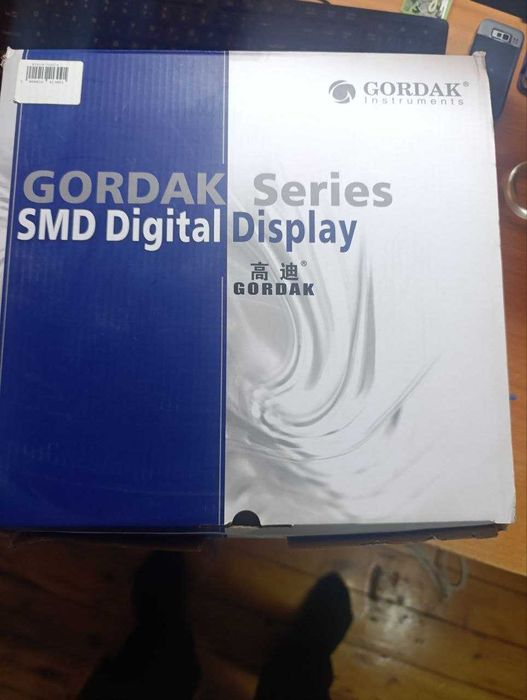 GORDAK®
Instruments
GORDAK Series
SMD Digital Display
高迪®
GORDAK